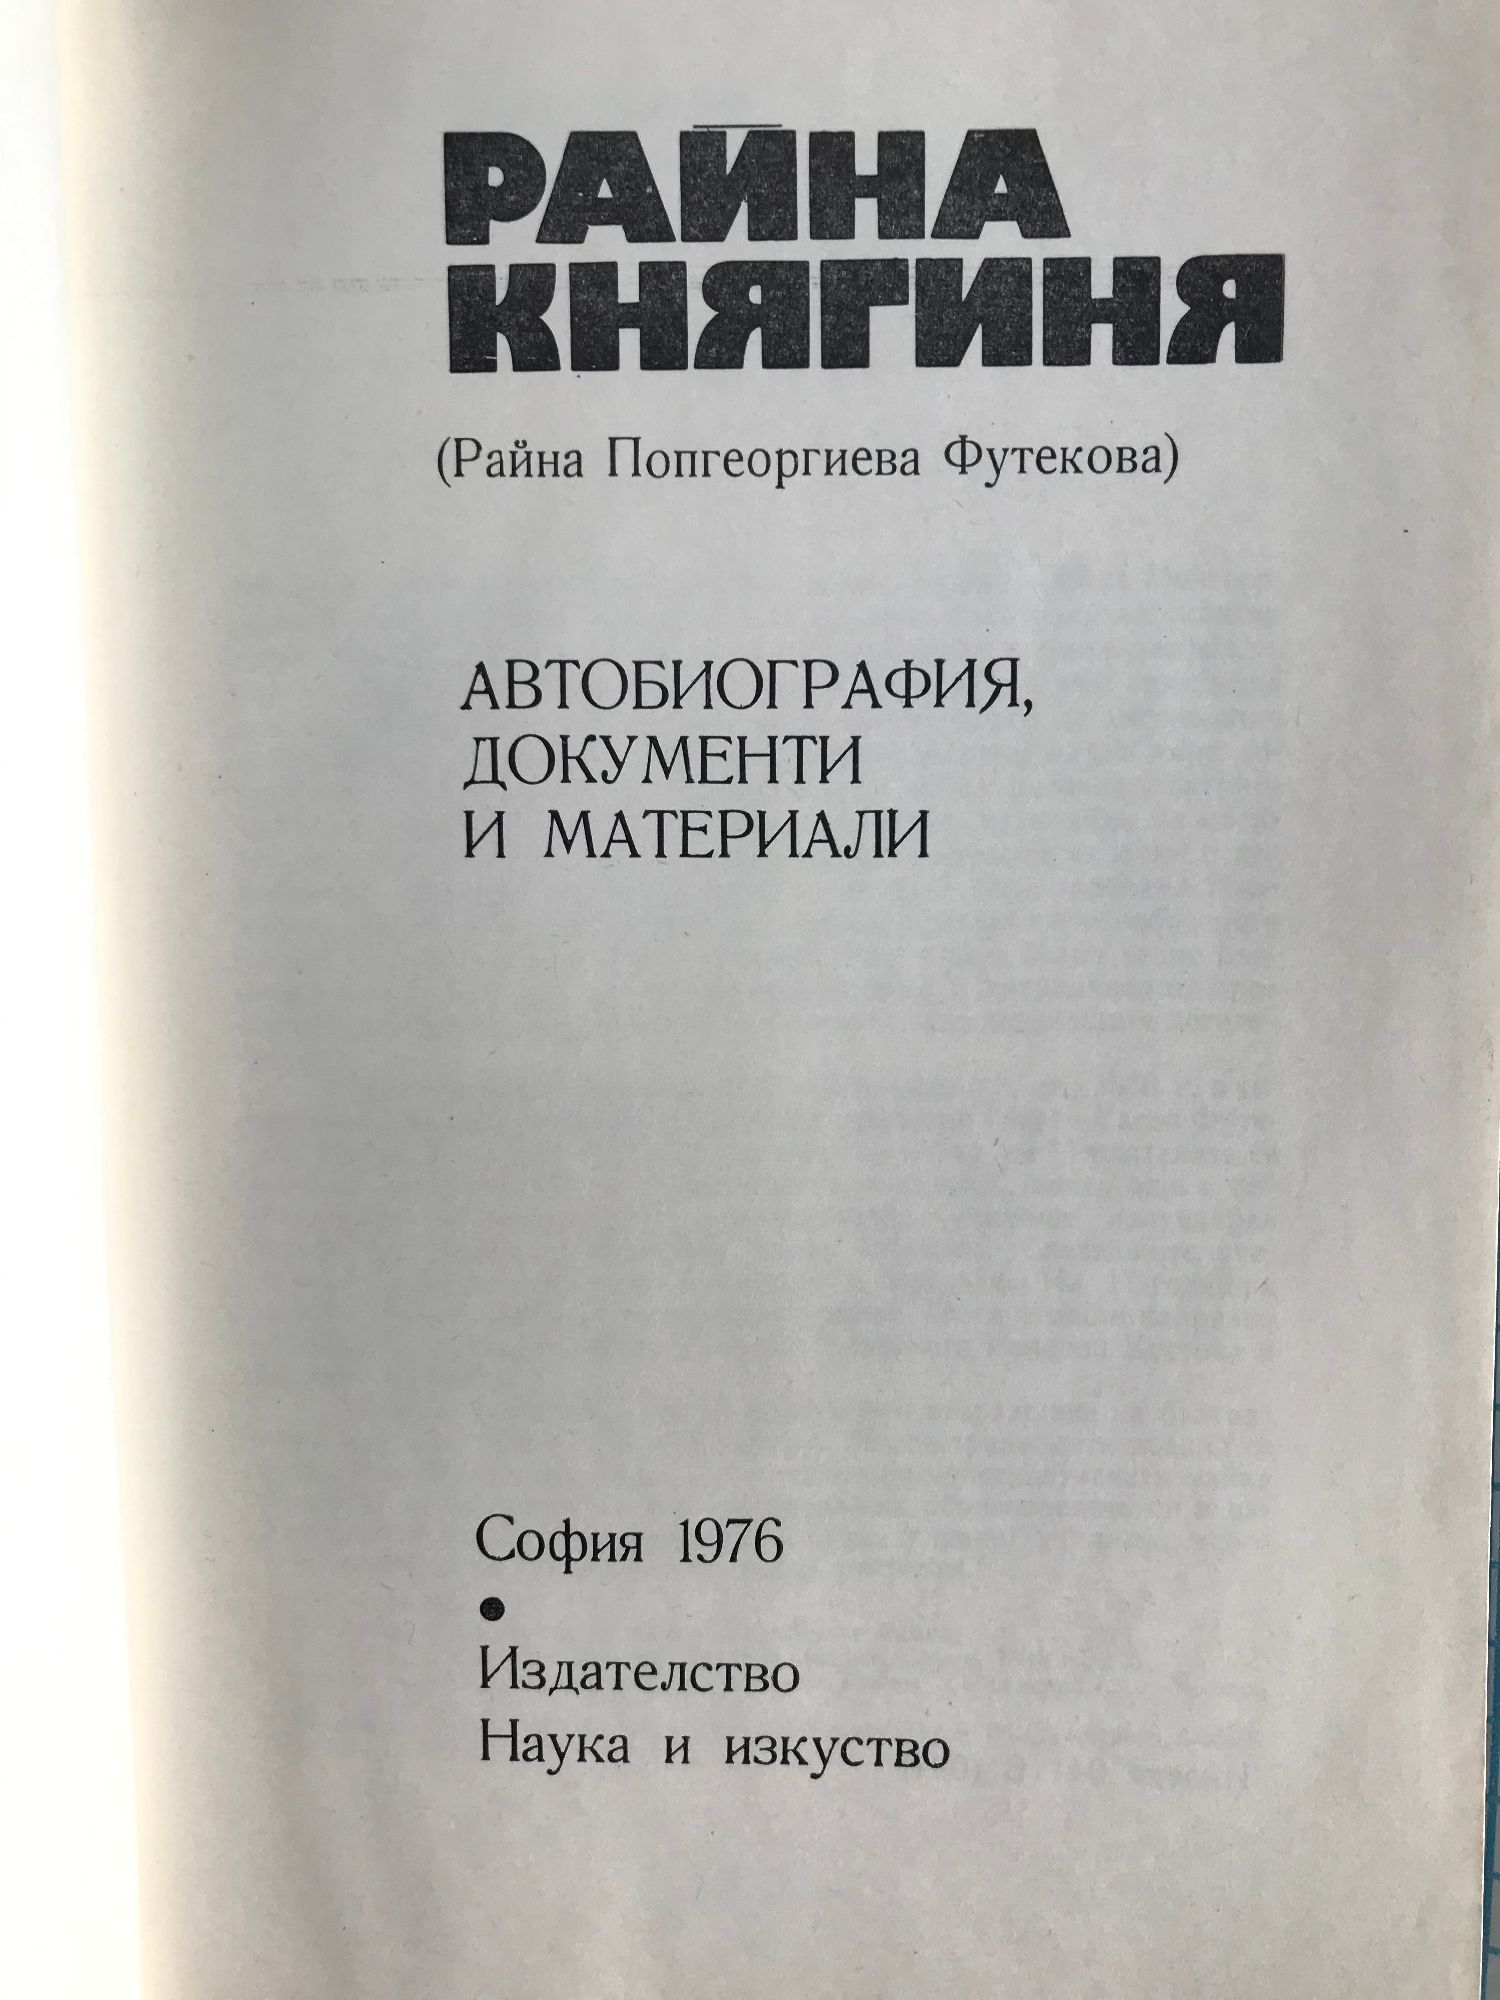 РАЙНА
КНЯГИНЯ
(Райна Попгеоргиева Футекова)
АВТОБИОГРАФИЯ,
ДОКУМЕНТИ
И МАТЕРИАЛИ
София 1976
●
Издателство
Наука и изкуство